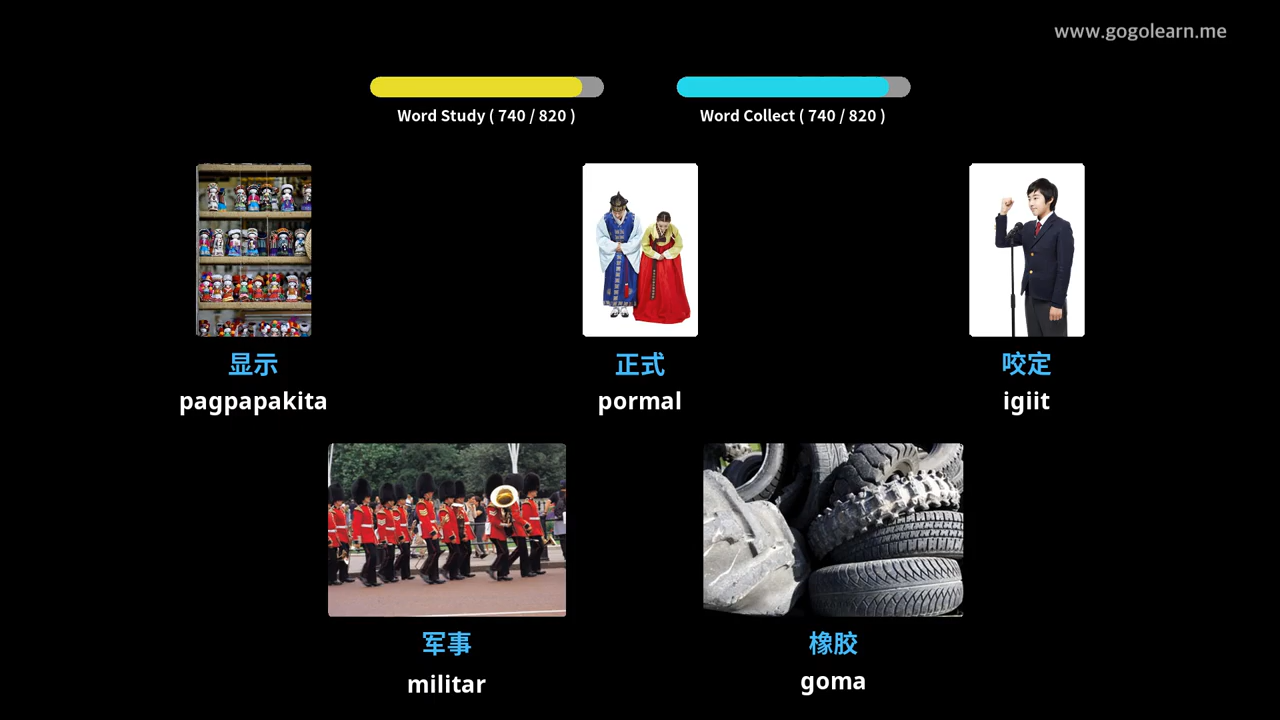 www.gogolearn.me
Word Study ( 740 / 820 )
Word Collect ( 740 / 820 )
显示
正式
咬定
pagpapakita
pormal
igiit
军事
橡胶
militar
goma